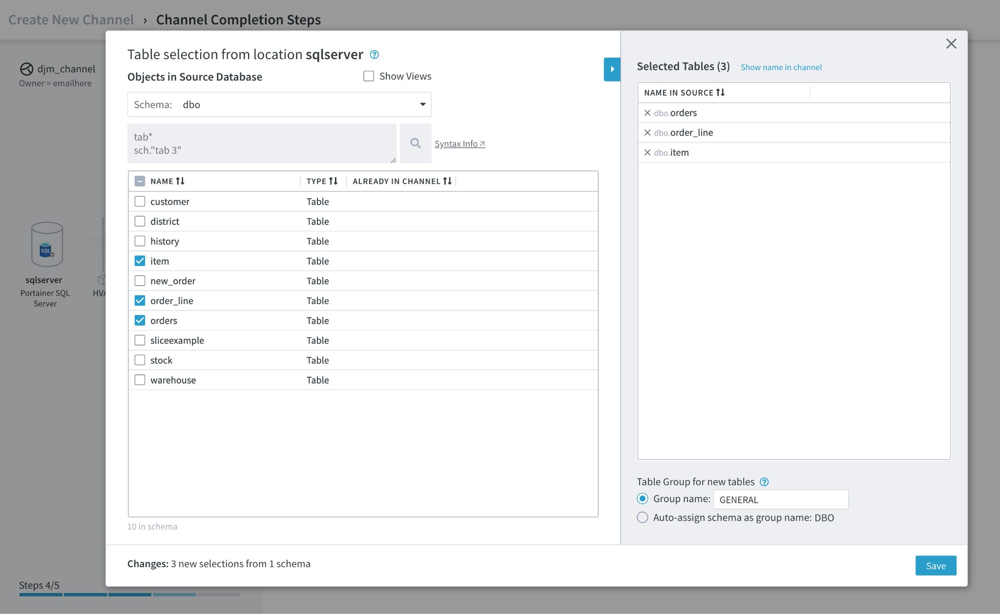 Create New Channel › Channel Completion Steps
djm_channel
Owner = emailhere
SQL
sqlserver
Portainer SQL
Server
HVA
Steps 4/5
Table selection from location sqlserver ?
Objects in Source Database
Show Views
Schema: dbo
tab*
sch."tab 3"
Syntax Info
NAME TYPE ALREADY IN CHANNEL
customer Table
district Table
history Table
item Table
new_order Table
order_line Table
orders Table
sliceexample Table
stock Table
warehouse Table
10 in schema
Selected Tables (3) Show name in channel
NAME IN SOURCE
dbo.orders
dbo.order_line
dbo.item
Table Group for new tables ?
Group name: GENERAL
Auto-assign schema as group name: DBO
Changes: 3 new selections from 1 schema
Save